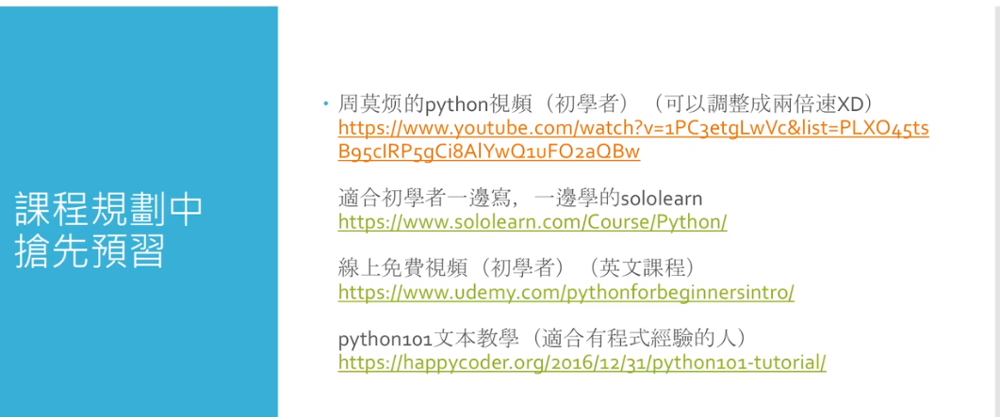 課程規劃中
搶先預習
周莫烦的python視頻（初學者）（可以調整成兩倍速XD）
https://www.youtube.com/watch?v=1PC3etgLwVc&list=PLXO45ts
B95cIRP5gCi8AlYwQ1uFO2aQBw
適合初學者一邊寫，一邊學的sololearn
https://www.sololearn.com/Course/Python/
線上免費視頻（初學者）（英文課程）
https://www.udemy.com/pythonforbeginnersintro/
python101文本教學（適合有程式經驗的人）
https://happycoder.org/2016/12/31/python101-tutorial/